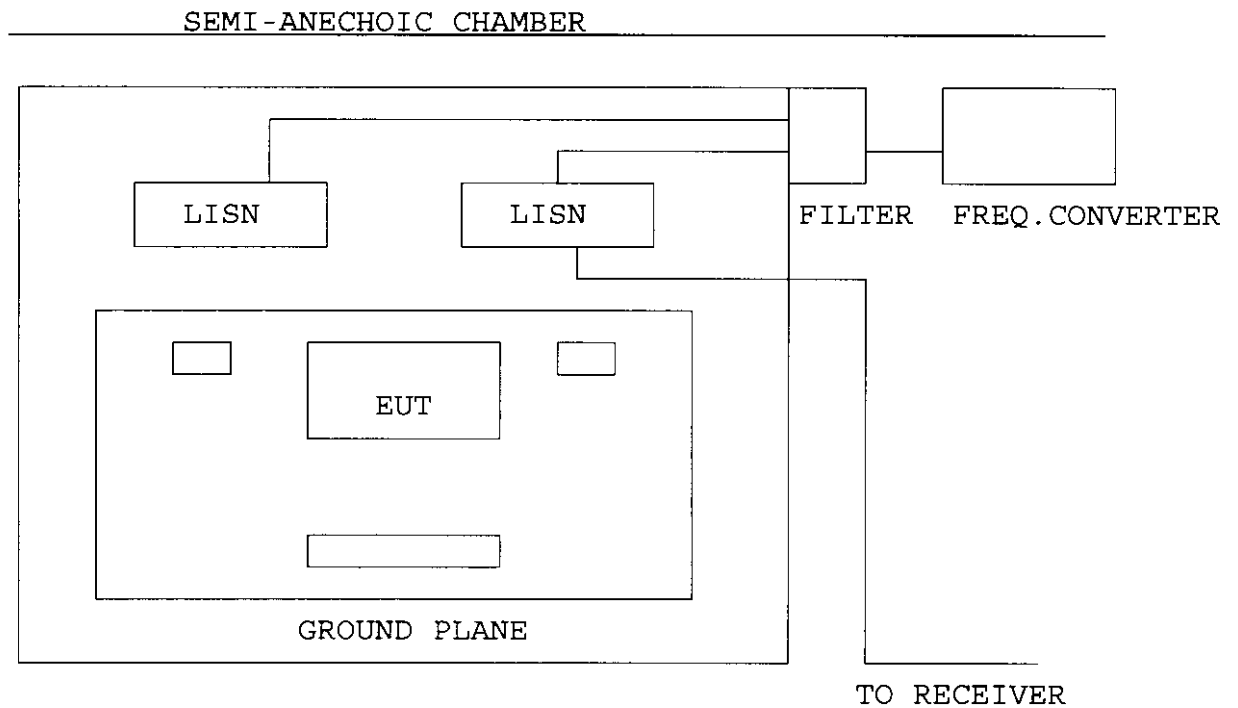 SEMI-ANECHOIC CHAMBER
LISN
LISN
FILTER
FREQ.CONVERTER
EUT
GROUND PLANE
TO RECEIVER